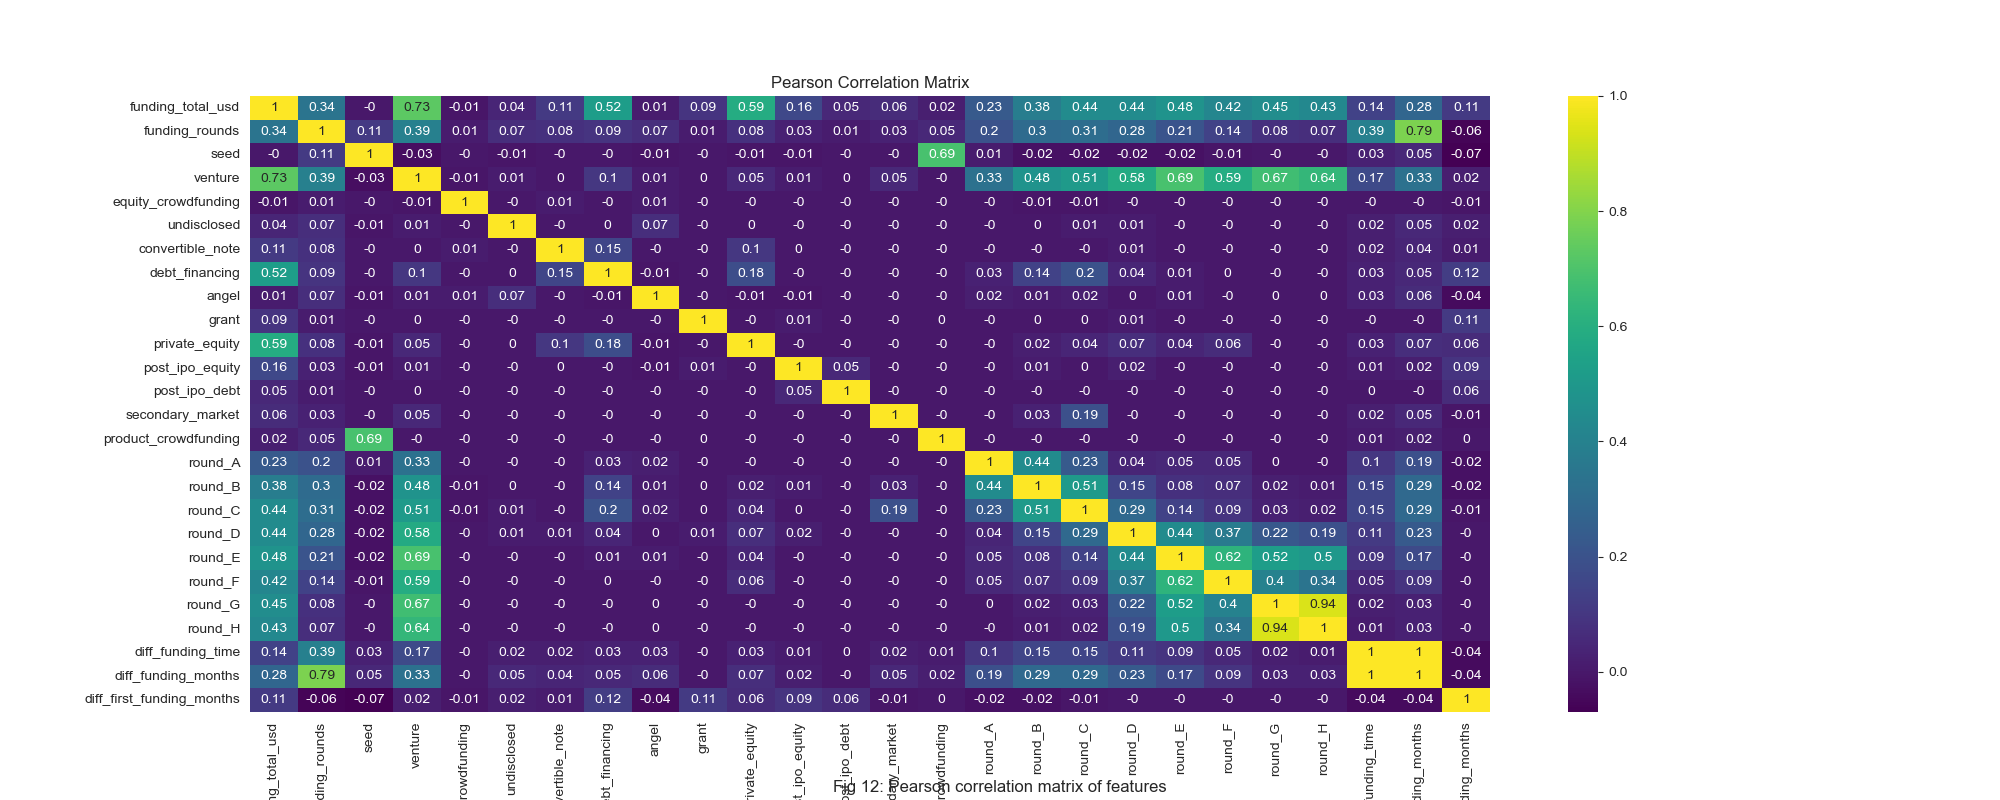 Pearson Correlation Matrix
funding_total_usd 1 0.34 -0 0.73 -0.01 0.04 0.11 0.52 0.01 0.09 0.59 0.16 0.05 0.06 0.02 0.23 0.38 0.44 0.44 0.48 0.42 0.45 0.43 0.14 0.28 0.11
funding_rounds 0.34 1 0.11 0.39 0.01 0.07 0.08 0.09 0.07 0.01 0.08 0.03 0.01 0.03 0.05 0.2 0.3 0.31 0.28 0.21 0.14 0.08 0.07 0.39 0.79 -0.06
seed -0 0.11 1 -0.03 -0 -0.01 -0 -0 -0.01 -0 -0.01 -0.01 -0 -0 0.69 0.01 -0.02 -0.02 -0.02 -0.02 -0.01 -0 -0 0.03 0.05 -0.07
venture 0.73 0.39 -0.03 1 -0.01 0.01 0 0.1 0.01 0 0.05 0.01 0 0.05 -0 0.33 0.48 0.51 0.58 0.69 0.59 0.67 0.64 0.17 0.33 0.02
equity_crowdfunding -0.01 0.01 -0 -0.01 1 -0 0.01 -0 0.01 -0 -0 -0 -0 -0 -0 -0 -0.01 -0.01 -0 -0 -0 -0 -0 -0 -0 -0.01
undisclosed 0.04 0.07 -0.01 0.01 -0 1 -0 0 0.07 -0 0 -0 -0 -0 -0 -0 0 0.01 0.01 -0 -0 -0 -0 0.02 0.05 0.02
convertible_note 0.11 0.08 -0 0 0.01 -0 1 0.15 -0 -0 0.1 0 -0 -0 -0 -0 -0 -0 0.01 -0 -0 -0 -0 0.02 0.04 0.01
debt_financing 0.52 0.09 -0 0.1 -0 0 0.15 1 -0.01 -0 0.18 -0 -0 -0 -0 0.03 0.14 0.2 0.04 0.01 0 -0 -0 0.03 0.05 0.12
angel 0.01 0.07 -0.01 0.01 0.01 0.07 -0 -0.01 1 -0 -0.01 -0.01 -0 -0 -0 0.02 0.01 0.02 0 0.01 -0 0 0 0.03 0.06 -0.04
grant 0.09 0.01 -0 0 -0 -0 -0 -0 -0 1 -0 0.01 -0 -0 0 -0 0 0 0.01 -0 -0 -0 -0 -0 -0 0.11
private_equity 0.59 0.08 -0.01 0.05 -0 0 0.1 0.18 -0.01 -0 1 -0 -0 -0 -0 -0 0.02 0.04 0.07 0.04 0.06 -0 -0 0.03 0.07 0.06
post_ipo_equity 0.16 0.03 -0.01 0.01 -0 -0 0 -0 -0.01 0.01 -0 1 0.05 -0 -0 -0 0.01 0 0.02 -0 -0 -0 -0 0.01 0.02 0.09
post_ipo_debt 0.05 0.01 -0 0 -0 -0 -0 -0 -0 -0 -0 0.05 1 -0 -0 -0 -0 -0 -0 -0 -0 -0 -0 0 -0 0.06
secondary_market 0.06 0.03 -0 0.05 -0 -0 -0 -0 -0 -0 -0 -0 -0 1 -0 -0 0.03 0.19 -0 -0 -0 -0 -0 0.02 0.05 -0.01
product_crowdfunding 0.02 0.05 0.69 -0 -0 -0 -0 -0 -0 0 -0 -0 -0 -0 1 -0 -0 -0 -0 -0 -0 -0 -0 0.01 0.02 0
round_A 0.23 0.2 0.01 0.33 -0 -0 -0 0.03 0.02 -0 -0 -0 -0 -0 -0 1 0.44 0.23 0.04 0.05 0.05 0 -0 0.1 0.19 -0.02
round_B 0.38 0.3 -0.02 0.48 -0.01 0 -0 0.14 0.01 0 0.02 0.01 -0 0.03 -0 0.44 1 0.51 0.15 0.08 0.07 0.02 0.01 0.15 0.29 -0.02
round_C 0.44 0.31 -0.02 0.51 -0.01 0.01 -0 0.2 0.02 0 0.04 0 -0 0.19 -0 0.23 0.51 1 0.29 0.14 0.09 0.03 0.02 0.15 0.29 -0.01
round_D 0.44 0.28 -0.02 0.58 -0 0.01 0.01 0.04 0 0.01 0.07 0.02 -0 -0 -0 0.04 0.15 0.29 1 0.44 0.37 0.22 0.19 0.11 0.23 -0
round_E 0.48 0.21 -0.02 0.69 -0 -0 -0 0.01 0.01 -0 0.04 -0 -0 -0 -0 0.05 0.08 0.14 0.44 1 0.62 0.52 0.5 0.09 0.17 -0
round_F 0.42 0.14 -0.01 0.59 -0 -0 -0 0 -0 -0 0.06 -0 -0 -0 -0 0.05 0.07 0.09 0.37 0.62 1 0.4 0.34 0.05 0.09 -0
round_G 0.45 0.08 -0 0.67 -0 -0 -0 -0 0 -0 -0 -0 -0 -0 -0 0 0.02 0.03 0.22 0.52 0.4 1 0.94 0.02 0.03 -0
round_H 0.43 0.07 -0 0.64 -0 -0 -0 -0 0 -0 -0 -0 -0 -0 -0 -0 0.01 0.02 0.19 0.5 0.34 0.94 1 0.01 0.03 -0
diff_funding_time 0.14 0.39 0.03 0.17 -0 0.02 0.02 0.03 0.03 -0 0.03 0.01 0 0.02 0.01 0.1 0.15 0.15 0.11 0.09 0.05 0.02 0.01 1 1 -0.04
diff_funding_months 0.28 0.79 0.05 0.33 -0 0.05 0.04 0.05 0.06 -0 0.07 0.02 -0 0.05 0.02 0.19 0.29 0.29 0.23 0.17 0.09 0.03 0.03 1 1 -0.04
diff_first_funding_months 0.11 -0.06 -0.07 0.02 -0.01 0.02 0.01 0.12 -0.04 0.11 0.06 0.09 0.06 -0.01 0 -0.02 -0.02 -0.01 -0 -0 -0 -0 -0 -0.04 -0.04 1
ng_total_usd
ding_rounds
seed
venture
rowdfunding
undisclosed
vertible_note
ebt_financing
angel
grant
rivate_equity
st_ipo_equity
ost_ipo_debt
dary_market
rowdfunding
round_A
round_B
round_C
round_D
round_E
round_F
round_G
round_H
funding_time
ding_months
ding_months
1.0
0.8
0.6
0.4
0.2
0.0
Fig 12: Pearson correlation matrix of features